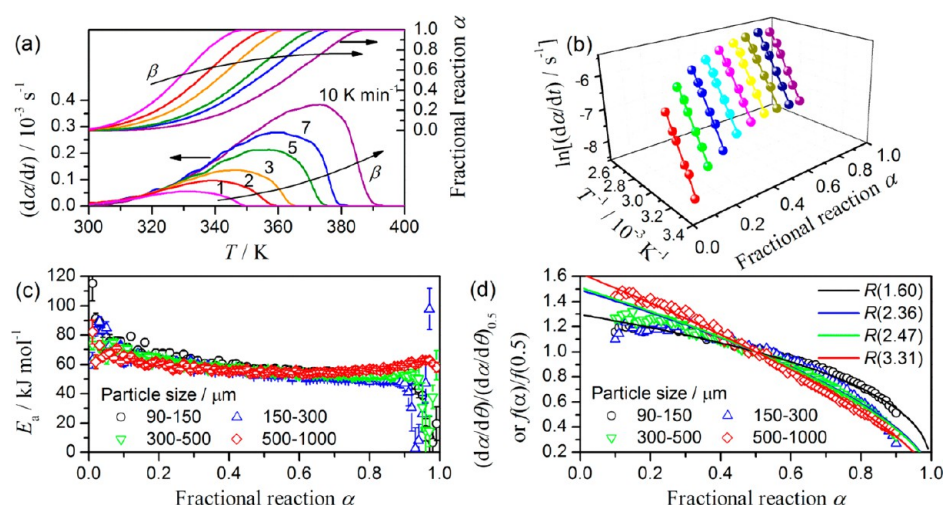 (a)
1.0
0.8
0.6
0.4
0.2
0.0
Fractional reaction α
β
10 K min⁻¹
0.4
0.3
0.2
0.1
0.0
(dα/dt) / 10⁻³ s⁻¹
7
5
3
2
1
β
300 320 340 360 380 400
T / K
(b)
ln[(dα/dt) / s⁻¹]
-6
-7
-8
2.6
2.8
3.0
3.2
3.4
T⁻¹ / 10⁻³ K⁻¹
0.0
0.2
0.4
0.6
0.8
1.0
Fractional reaction α
(c)
120
100
80
60
40
20
0
Eₐ / kJ mol⁻¹
Particle size / μm
90-150 150-300
300-500 500-1000
0.0 0.2 0.4 0.6 0.8 1.0
Fractional reaction α
(d)
1.6
1.4
1.2
1.0
0.8
0.6
0.4
0.2
(dα/dθ)/(dα/dθ)₀.₅
or f(α)/f(0.5)
R(1.60)
R(2.36)
R(2.47)
R(3.31)
Particle size / μm
90-150 150-300
300-500 500-1000
0.0 0.2 0.4 0.6 0.8 1.0
Fractional reaction α